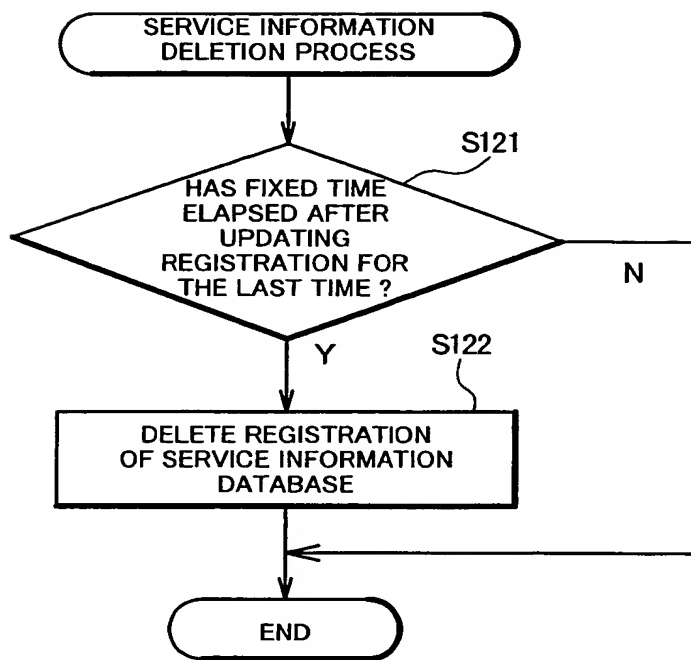 SERVICE INFORMATION
DELETION PROCESS
S121
HAS FIXED TIME
ELAPSED AFTER
UPDATING
REGISTRATION FOR
THE LAST TIME ?
N
Y
S122
DELETE REGISTRATION
OF SERVICE INFORMATION
DATABASE
END